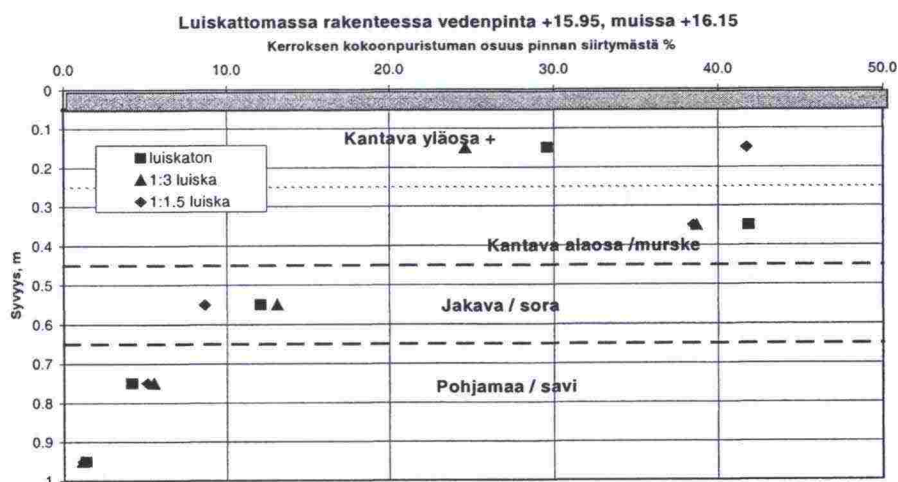 Luiskattomassa rakenteessa vedenpinta +15.95, muissa +16.15
Kerroksen kokoonpuristuman osuus pinnan siirtymästä %
0.0 10.0 20.0 30.0 40.0 50.0
0
0.1
0.2
0.3
0.4
0.5
0.6
0.7
0.8
0.9
1
Syvyys, m
luiskaton
1:3 luiska
1:1.5 luiska
Kantava yläosa +
Kantava alaosa /murske
Jakava / sora
Pohjamaa / savi